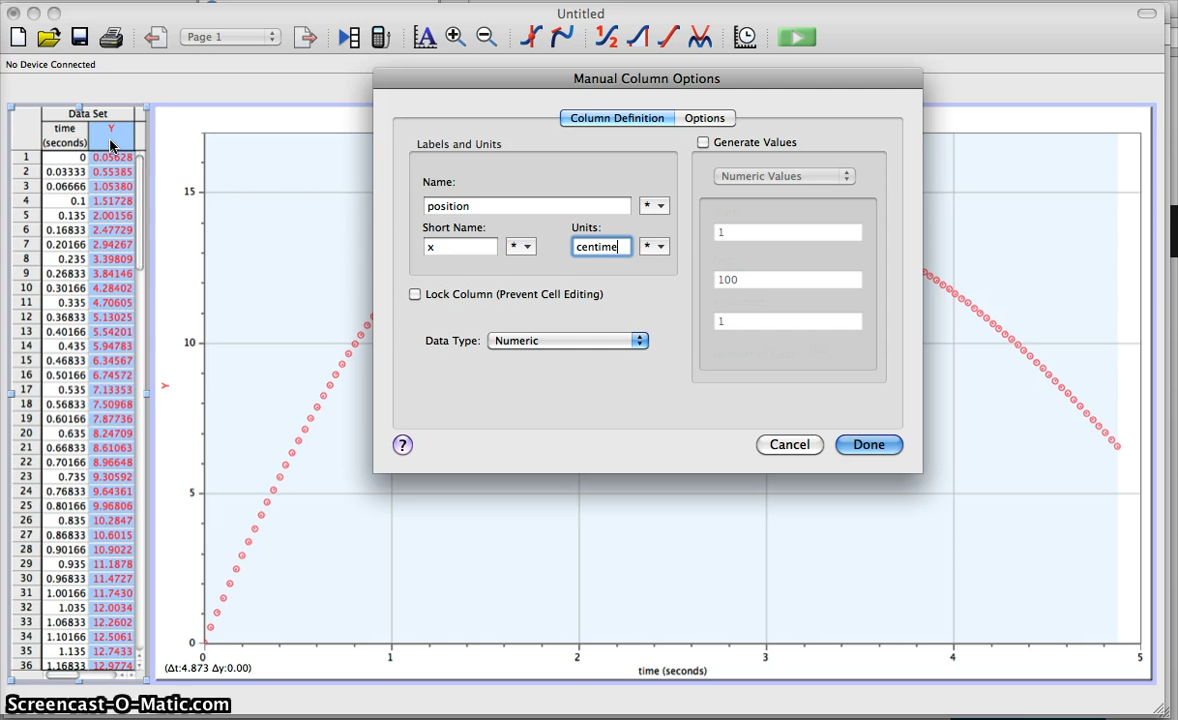 Untitled
Page 1
No Device Connected
Manual Column Options
Column Definition Options
Labels and Units
Name:
position
*
Short Name:
Units:
x
*
centime
*
Lock Column (Prevent Cell Editing)
Data Type:
Numeric
Generate Values
Numeric Values
1
100
1
?
Cancel
Done
Data Set
time Y
(seconds)
1 0 0.05628
2 0.03333 0.55385
3 0.06666 1.05380
4 0.1 1.51728
5 0.135 2.00156
6 0.16833 2.47729
7 0.20166 2.94267
8 0.235 3.39809
9 0.26833 3.84146
10 0.30166 4.28402
11 0.335 4.70605
12 0.36833 5.13025
13 0.40166 5.54201
14 0.435 5.94783
15 0.46833 6.34567
16 0.50166 6.74572
17 0.535 7.13353
18 0.56833 7.50968
19 0.60166 7.87736
20 0.635 8.24709
21 0.66833 8.61063
22 0.70166 8.96648
23 0.735 9.30592
24 0.76833 9.64361
25 0.80166 9.96806
26 0.835 10.2847
27 0.86833 10.6015
28 0.90166 10.9022
29 0.935 11.1878
30 0.96833 11.4727
31 1.00166 11.7430
32 1.035 12.0034
33 1.06833 12.2602
34 1.10166 12.5061
35 1.135 12.7433
36 1.16833 12.9774
15
10
Y
5
0
0 1 2 3 4 5
(Δt:4.873 Δy:0.00)
time (seconds)
Screencast-O-Matic.com